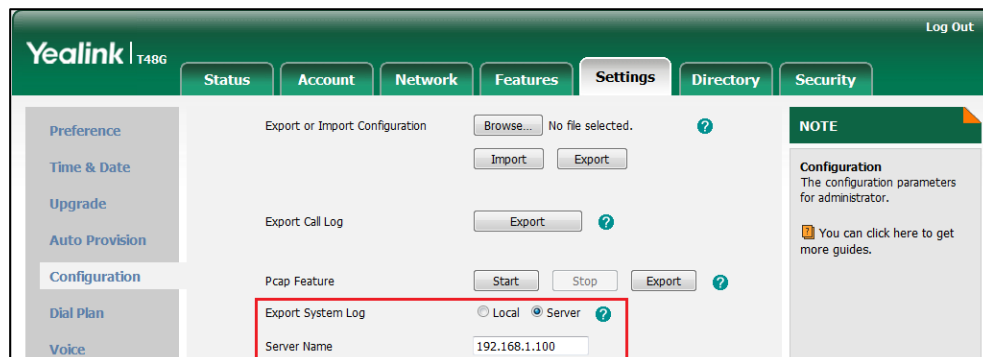 Log Out
Yealink | T48G
Status Account Network Features Settings Directory Security
Preference
Time & Date
Upgrade
Auto Provision
Configuration
Dial Plan
Voice
Export or Import Configuration Browse... No file selected. ?
Import Export
Export Call Log Export ?
Pcap Feature Start Stop Export ?
Export System Log Local Server ?
Server Name 192.168.1.100
NOTE
Configuration
The configuration parameters
for administrator.
? You can click here to get
more guides.